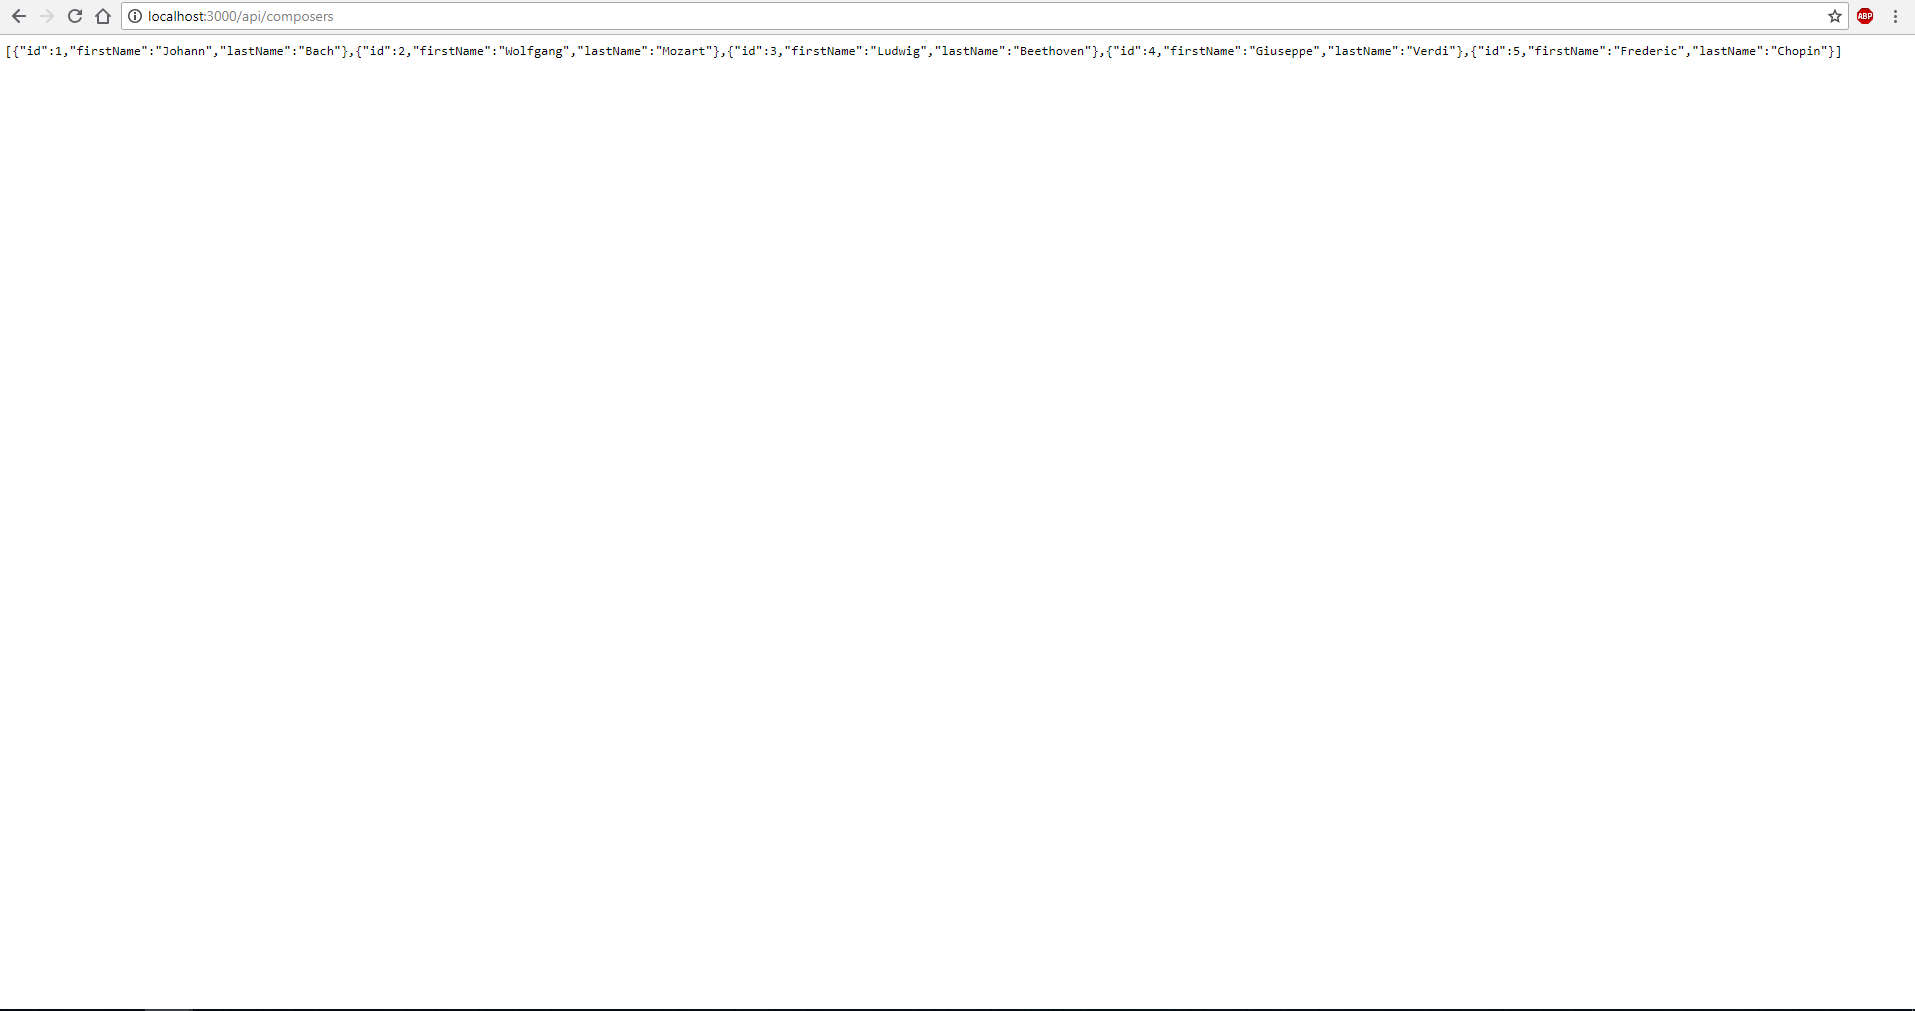 localhost:3000/api/composers
ABP
[{"id":1,"firstName":"Johann","lastName":"Bach"},{"id":2,"firstName":"Wolfgang","lastName":"Mozart"},{"id":3,"firstName":"Ludwig","lastName":"Beethoven"},{"id":4,"firstName":"Giuseppe","lastName":"Verdi"},{"id":5,"firstName":"Frederic","lastName":"Chopin"}]